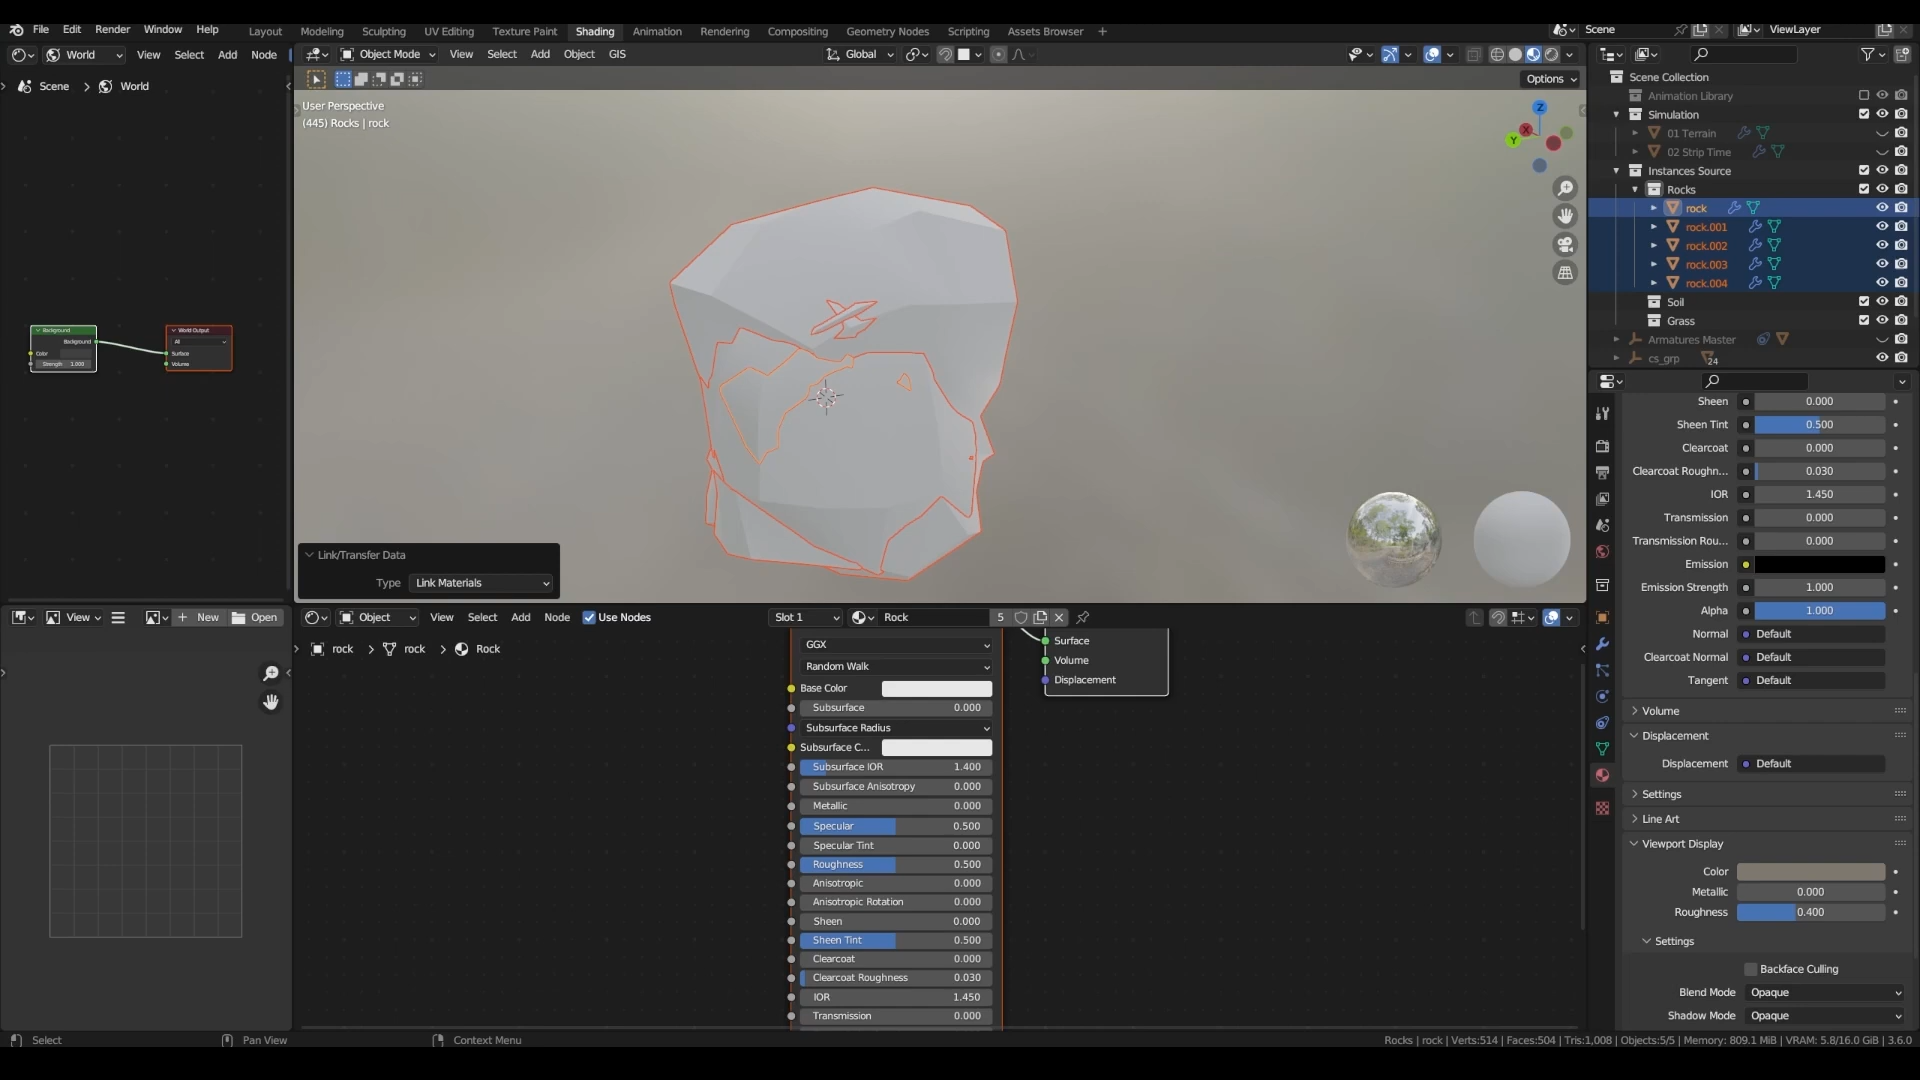 File Edit Render Window Help Layout Modeling Sculpting UV Editing Texture Paint Shading Animation Rendering Compositing Geometry Nodes Scripting Assets Browser + Scene ViewLayer
World View Select Add Node Object Mode View Select Add Object GIS Global
Scene > World
Options
User Perspective
(445) Rocks | rock
Z
X
Y
Background
Background
Color
Strength 1.000
World Output
All
Surface
Volume
Link/Transfer Data
Type Link Materials
Scene Collection
Animation Library
Simulation
01 Terrain
02 Strip Time
Instances Source
Rocks
rock
rock.001
rock.002
rock.003
rock.004
Soil
Grass
Armatures Master
cs_grp 24
Sheen 0.000
Sheen Tint 0.500
Clearcoat 0.000
Clearcoat Roughn... 0.030
IOR 1.450
Transmission 0.000
Transmission Rou... 0.000
Emission
Emission Strength 1.000
Alpha 1.000
Normal Default
Clearcoat Normal Default
Tangent Default
Volume
Displacement
Displacement Default
Settings
Line Art
Viewport Display
Color
Metallic 0.000
Roughness 0.400
Settings
Backface Culling
Blend Mode Opaque
Shadow Mode Opaque
View + New Open
Object View Select Add Node Use Nodes Slot 1 Rock 5
rock > rock > Rock
GGX
Random Walk
Base Color
Subsurface 0.000
Subsurface Radius
Subsurface C...
Subsurface IOR 1.400
Subsurface Anisotropy 0.000
Metallic 0.000
Specular 0.500
Specular Tint 0.000
Roughness 0.500
Anisotropic 0.000
Anisotropic Rotation 0.000
Sheen 0.000
Sheen Tint 0.500
Clearcoat 0.000
Clearcoat Roughness 0.030
IOR 1.450
Transmission 0.000
Surface
Volume
Displacement
Select Pan View Context Menu Rocks | rock | Verts:514 | Faces:504 | Tris:1,008 | Objects:5/5 | Memory: 809.1 MiB | VRAM: 5.8/16.0 GiB | 3.6.0